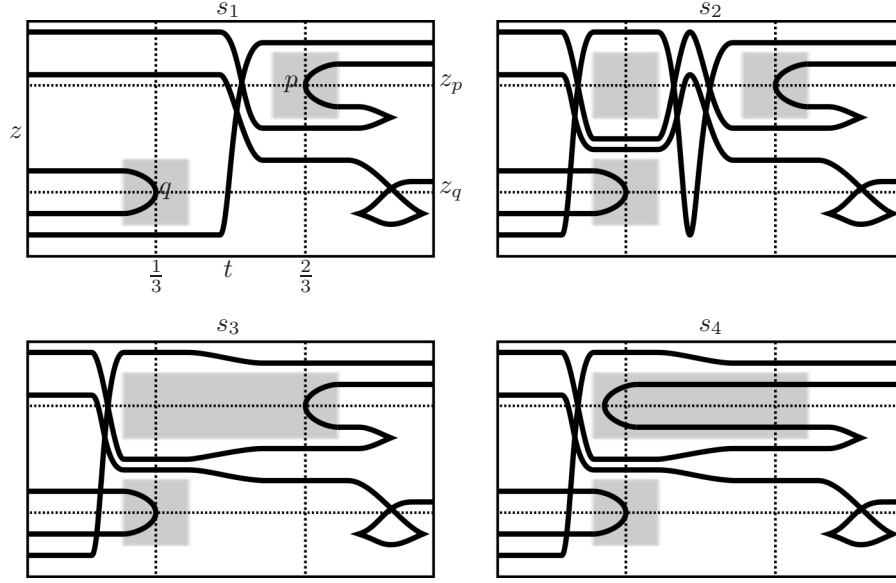 s₁ s₂
p z_p
z
q z_q
1/3 t 2/3
s₃ s₄